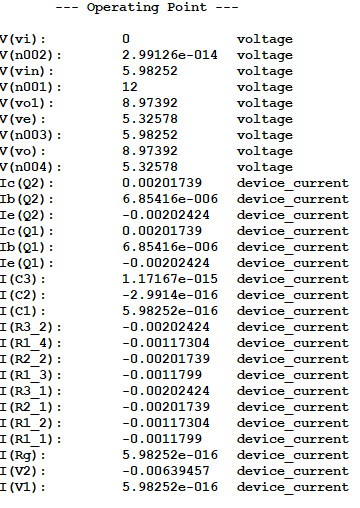 --- Operating Point ---
V(vi): 0 voltage
V(n002): 2.99126e-014 voltage
V(vin): 5.98252 voltage
V(n001): 12 voltage
V(vo1): 8.97392 voltage
V(ve): 5.32578 voltage
V(n003): 5.98252 voltage
V(vo): 8.97392 voltage
V(n004): 5.32578 voltage
Ic(Q2): 0.00201739 device_current
Ib(Q2): 6.85416e-006 device_current
Ie(Q2): -0.00202424 device_current
Ic(Q1): 0.00201739 device_current
Ib(Q1): 6.85416e-006 device_current
Ie(Q1): -0.00202424 device_current
I(C3): 1.17167e-015 device_current
I(C2): -2.9914e-016 device_current
I(C1): 5.98252e-016 device_current
I(R3_2): -0.00202424 device_current
I(R1_4): -0.00117304 device_current
I(R2_2): -0.00201739 device_current
I(R1_3): -0.0011799 device_current
I(R3_1): -0.00202424 device_current
I(R2_1): -0.00201739 device_current
I(R1_2): -0.00117304 device_current
I(R1_1): -0.0011799 device_current
I(Rg): 5.98252e-016 device_current
I(V2): -0.00639457 device_current
I(V1): 5.98252e-016 device_current